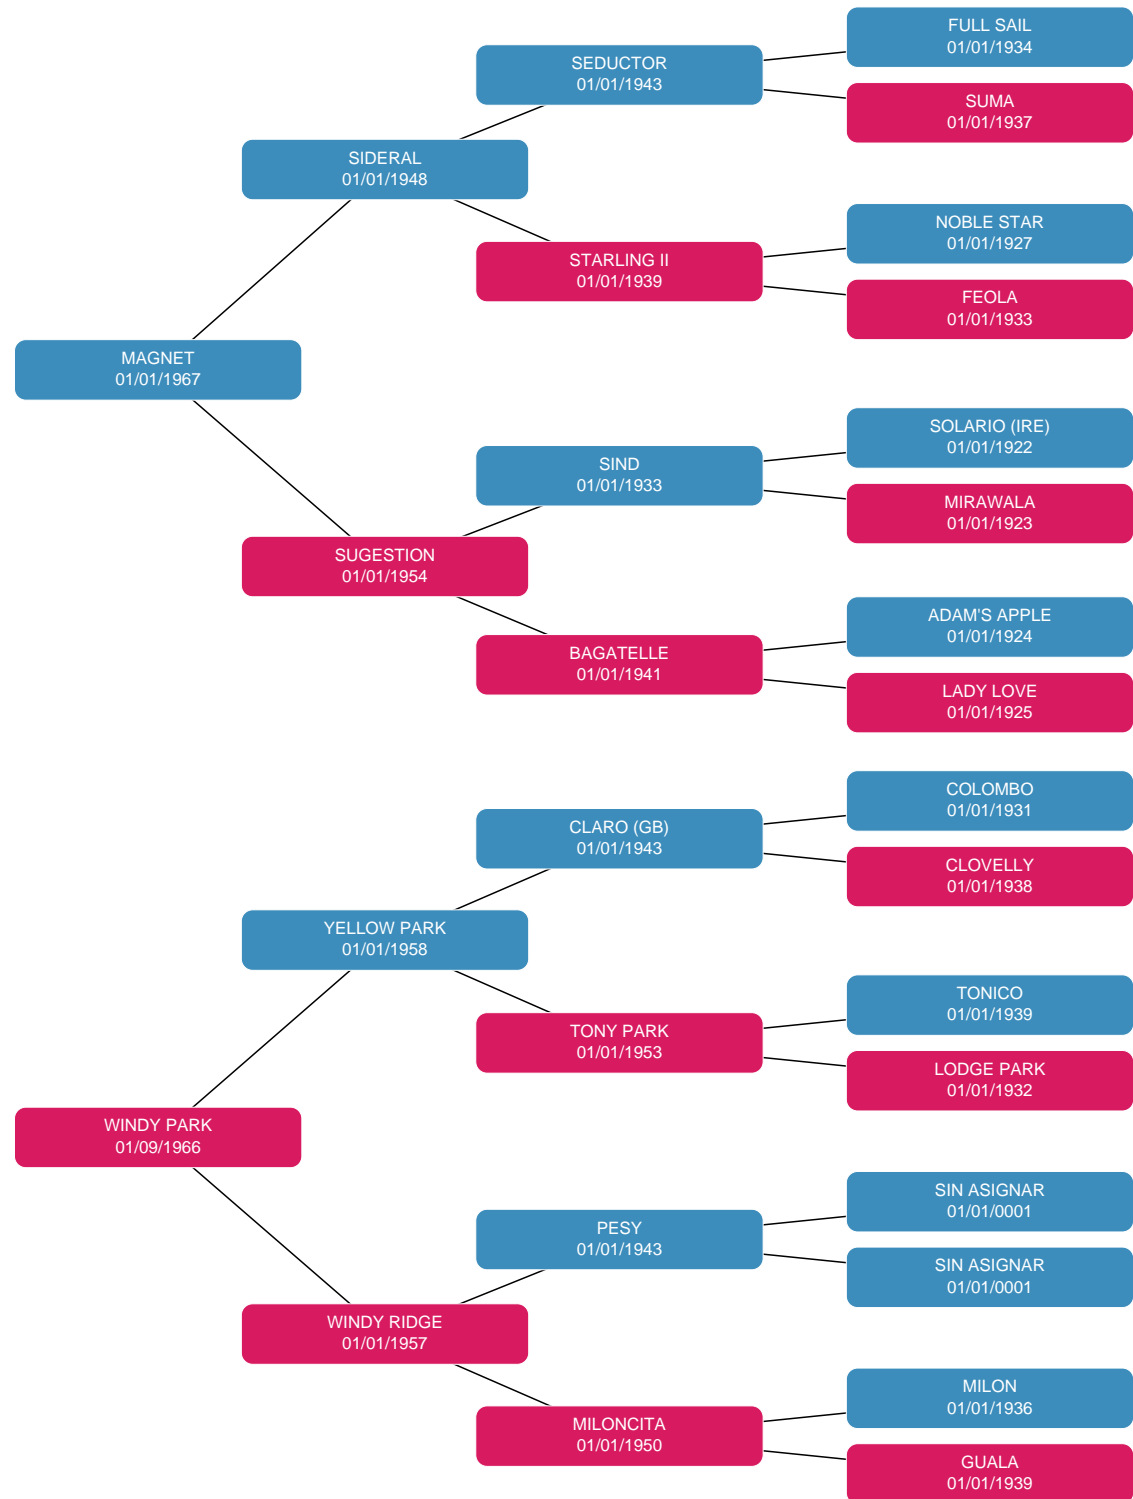 FULL SAIL
01/01/1934
SEDUCTOR
01/01/1943
SUMA
01/01/1937
SIDERAL
01/01/1948
NOBLE STAR
01/01/1927
STARLING II
01/01/1939
FEOLA
01/01/1933
MAGNET
01/01/1967
SOLARIO (IRE)
01/01/1922
SIND
01/01/1933
MIRAWALA
01/01/1923
SUGESTION
01/01/1954
ADAM'S APPLE
01/01/1924
BAGATELLE
01/01/1941
LADY LOVE
01/01/1925
COLOMBO
01/01/1931
CLARO (GB)
01/01/1943
CLOVELLY
01/01/1938
YELLOW PARK
01/01/1958
TONICO
01/01/1939
TONY PARK
01/01/1953
LODGE PARK
01/01/1932
WINDY PARK
01/09/1966
SIN ASIGNAR
01/01/0001
PESY
01/01/1943
SIN ASIGNAR
01/01/0001
WINDY RIDGE
01/01/1957
MILON
01/01/1936
MILONCITA
01/01/1950
GUALA
01/01/1939